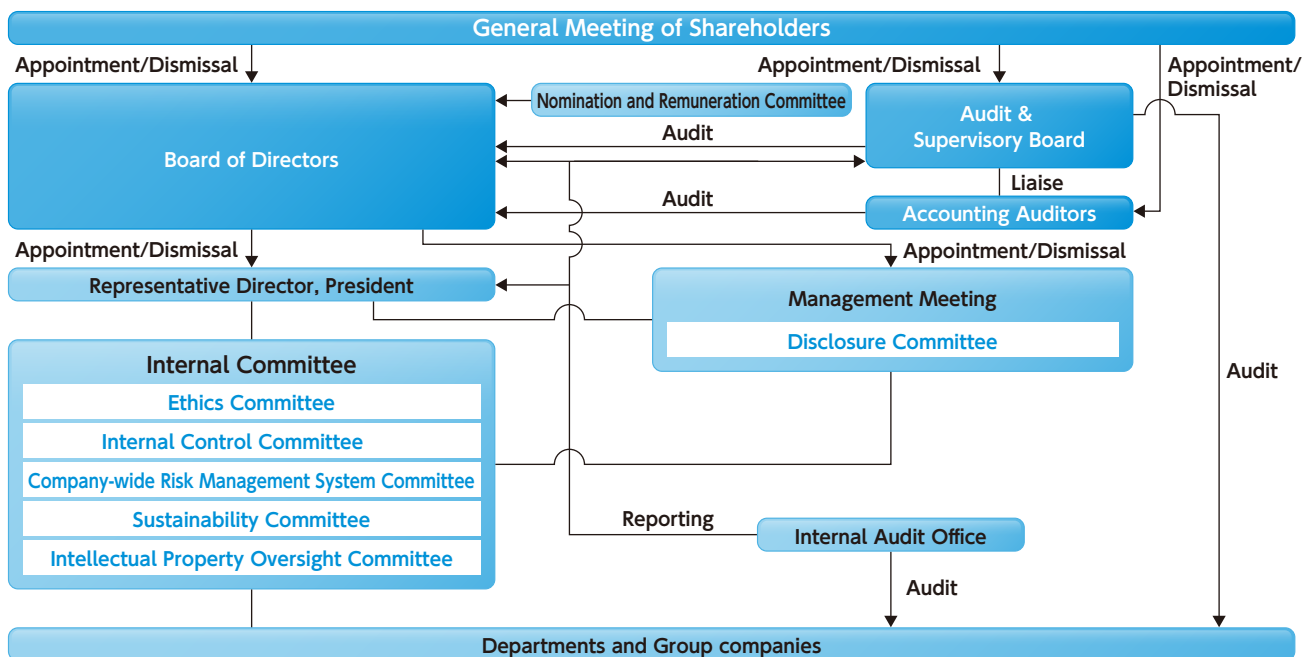 General Meeting of Shareholders
Appointment/Dismissal
Appointment/Dismissal
Appointment/
Dismissal
Nomination and Remuneration Committee
Board of Directors
Audit
Audit &
Supervisory Board
Liaise
Audit
Accounting Auditors
Appointment/Dismissal
Appointment/Dismissal
Representative Director, President
Management Meeting
Disclosure Committee
Internal Committee
Ethics Committee
Internal Control Committee
Company-wide Risk Management System Committee
Sustainability Committee
Intellectual Property Oversight Committee
Audit
Reporting
Internal Audit Office
Audit
Departments and Group companies